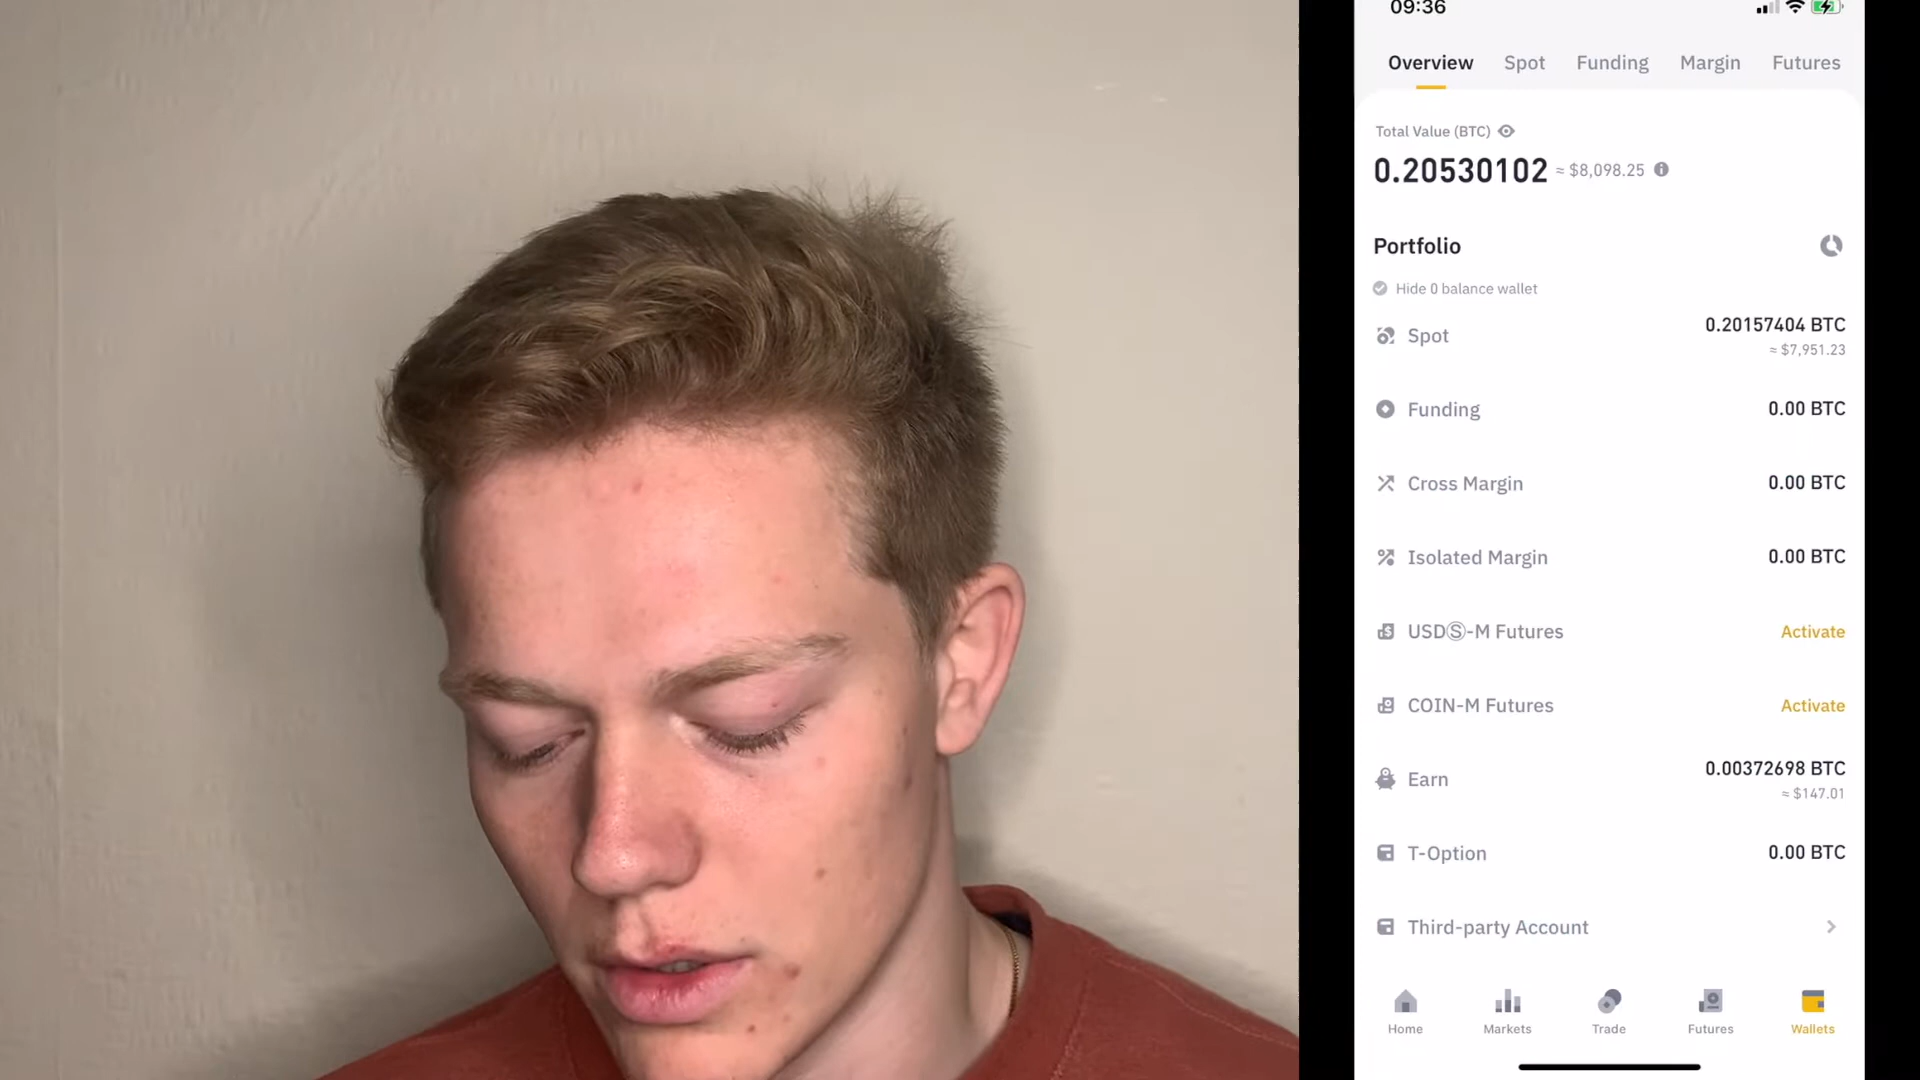 09:36
Overview Spot Funding Margin Futures
Total Value (BTC)
0.20530102 ≈ $8,098.25
Portfolio
Hide 0 balance wallet
Spot 0.20157404 BTC
≈ $7,951.23
Funding 0.00 BTC
Cross Margin 0.00 BTC
Isolated Margin 0.00 BTC
USDⓈ-M Futures Activate
COIN-M Futures Activate
Earn 0.00372698 BTC
≈ $147.01
T-Option 0.00 BTC
Third-party Account
Home Markets Trade Futures Wallets